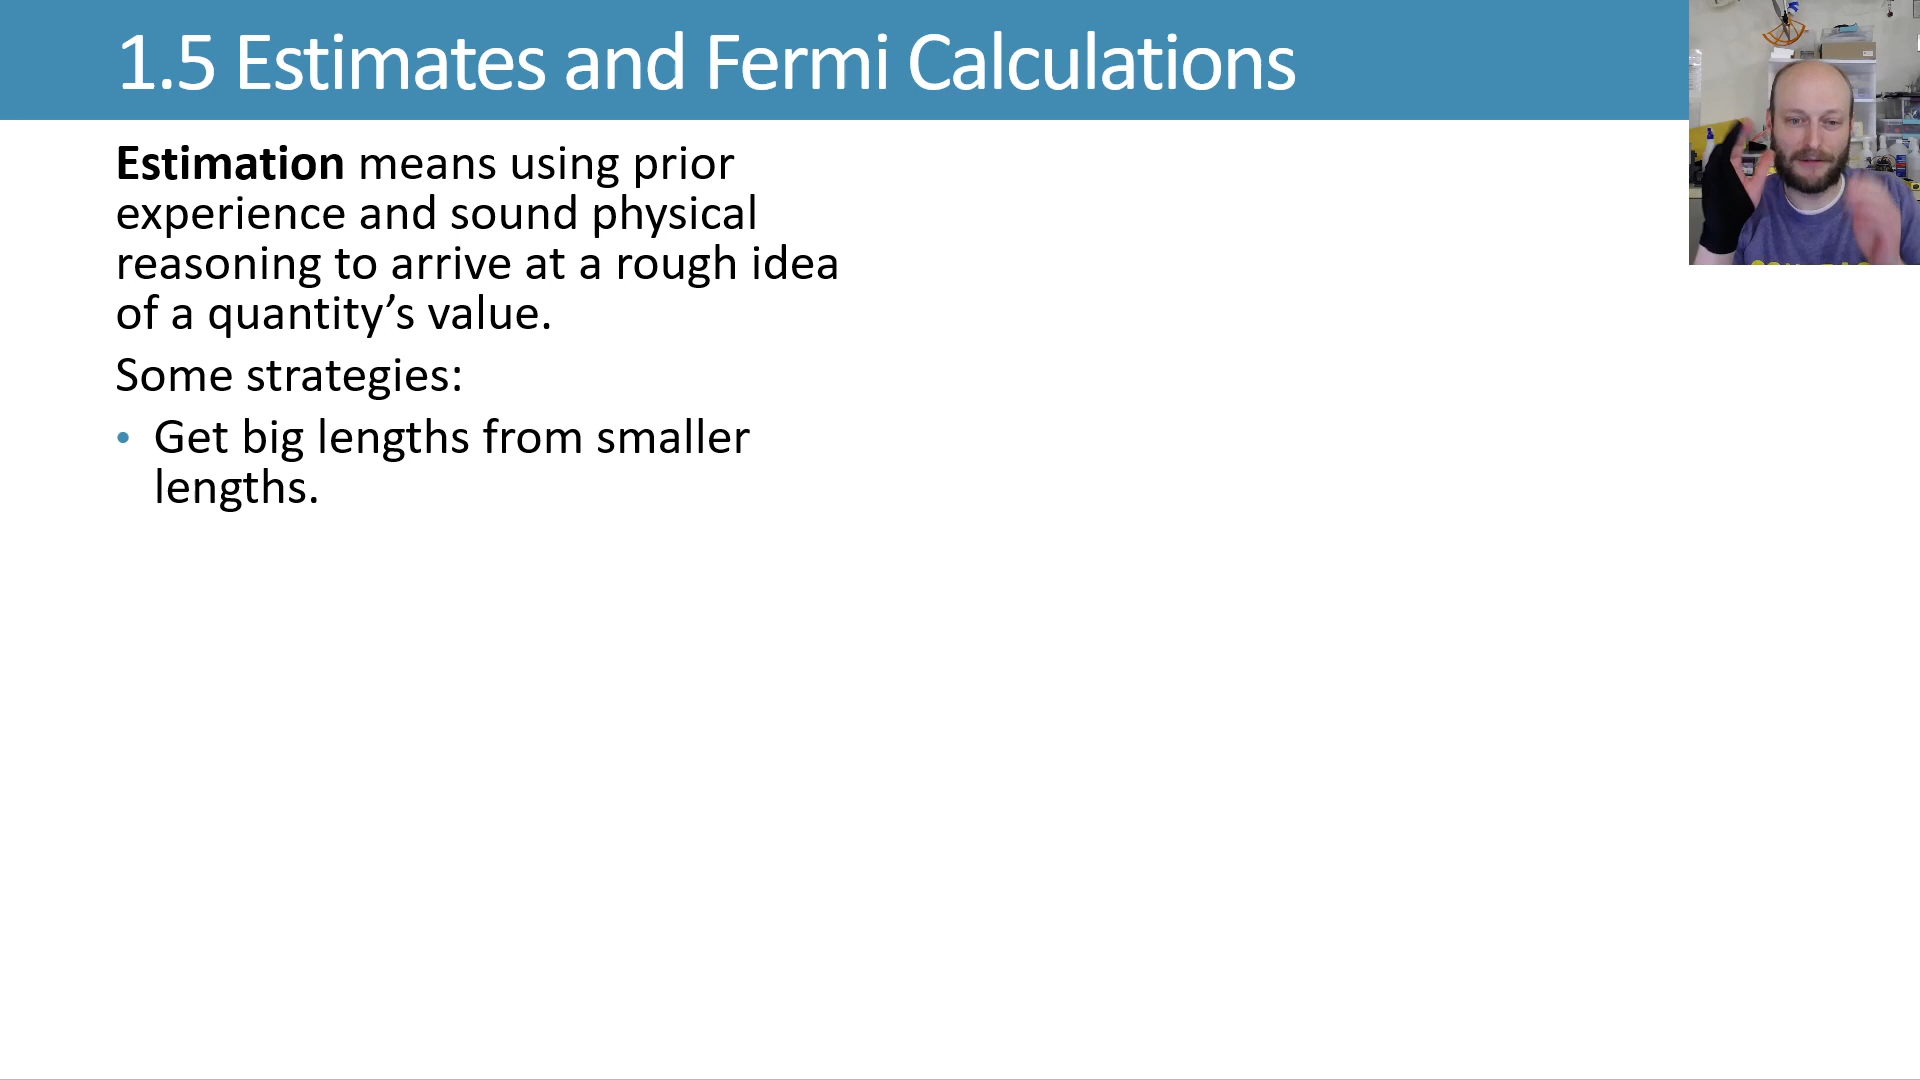 1.5 Estimates and Fermi Calculations
Estimation means using prior
experience and sound physical
reasoning to arrive at a rough idea
of a quantity’s value.
Some strategies:
• Get big lengths from smaller
lengths.